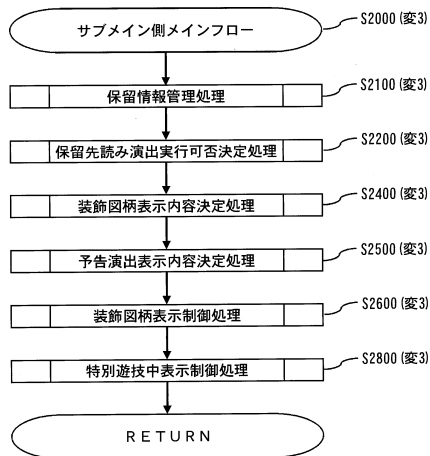 サブメイン側メインフロー
S2000(変3)
保留情報管理処理
S2100(変3)
保留先読み演出実行可否決定処理
S2200(変3)
装飾図柄表示内容決定処理
S2400(変3)
予告演出表示内容決定処理
S2500(変3)
装飾図柄表示制御処理
S2600(変3)
特別遊技中表示制御処理
S2800(変3)
RETURN